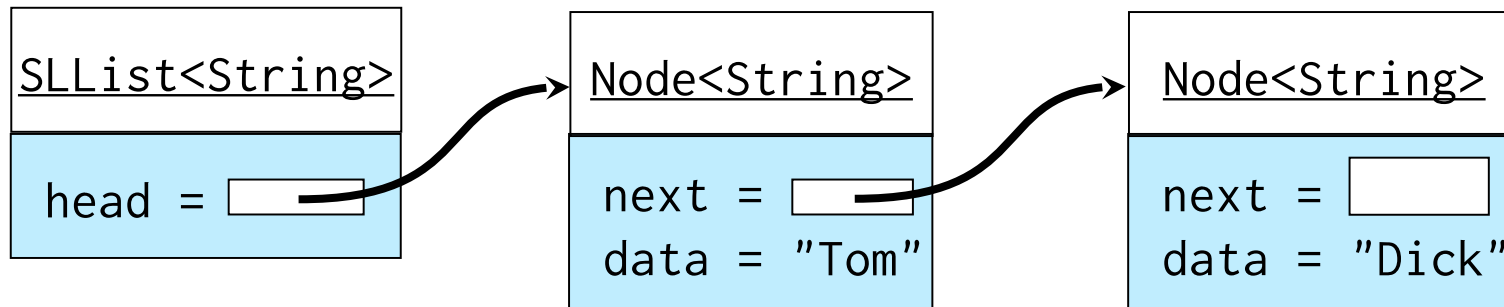 SLList<String>
head =
Node<String>
next =
data = "Tom"
Node<String>
next =
data = "Dick"